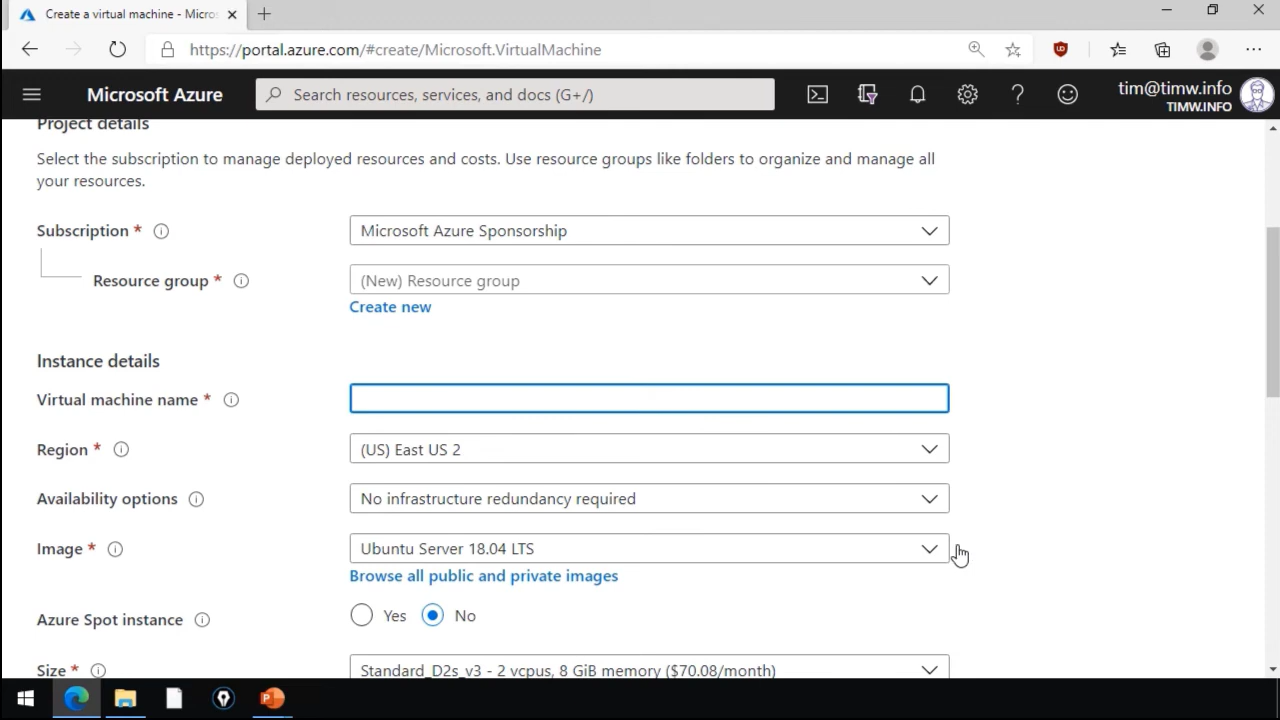 Create a virtual machine - Micros
https://portal.azure.com/#create/Microsoft.VirtualMachine
Microsoft Azure
Search resources, services, and docs (G+/)
tim@timw.info
TIMW.INFO
Project details
Select the subscription to manage deployed resources and costs. Use resource groups like folders to organize and manage all
your resources.
Subscription *
Microsoft Azure Sponsorship
Resource group *
(New) Resource group
Create new
Instance details
Virtual machine name *
Region *
(US) East US 2
Availability options
No infrastructure redundancy required
Image *
Ubuntu Server 18.04 LTS
Browse all public and private images
Azure Spot instance
Yes
No
Size *
Standard_D2s_v3 - 2 vcpus, 8 GiB memory ($70.08/month)